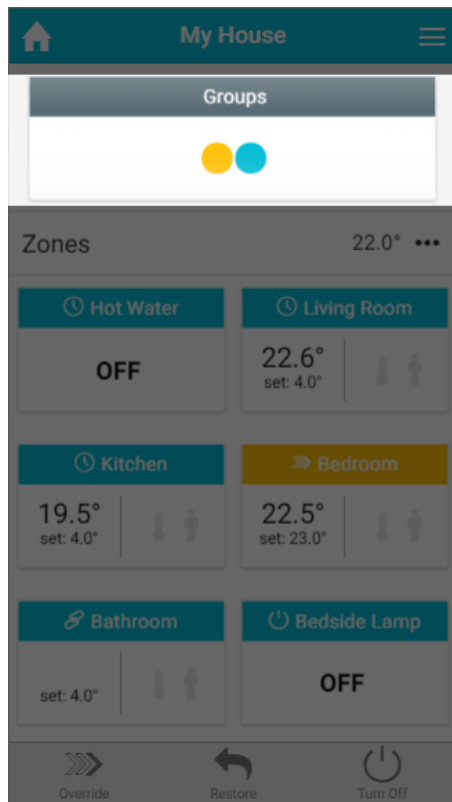 My House
Groups
Zones 22.0° •••
Hot Water Living Room
OFF 22.6°
set: 4.0°
Kitchen Bedroom
19.5° 22.5°
set: 4.0° set: 23.0°
Bathroom Bedside Lamp
set: 4.0° OFF
Override Restore Turn Off